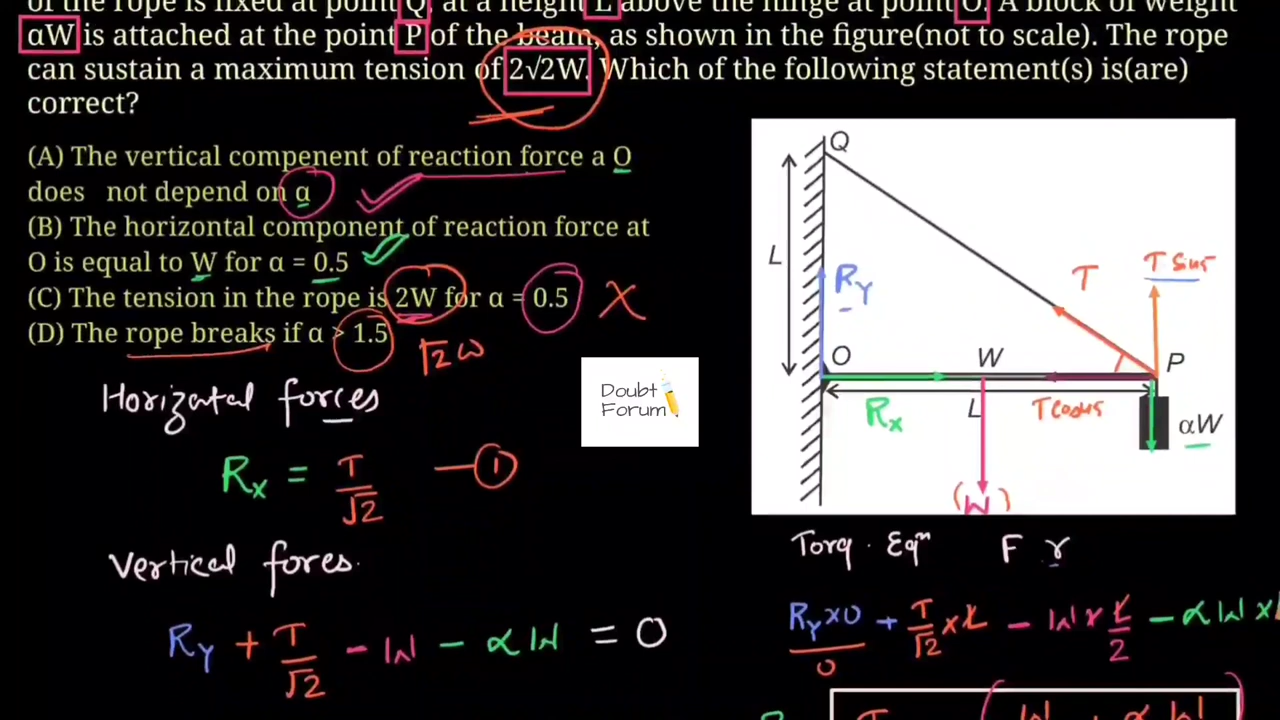 of the rope is fixed at point Q, at a height L above the hinge at point O. A block of weight
αW is attached at the point P of the beam, as shown in the figure(not to scale). The rope
can sustain a maximum tension of 2√2W. Which of the following statement(s) is(are)
correct?
(A) The vertical compenent of reaction force a O
does not depend on α
(B) The horizontal component of reaction force at
O is equal to W for α = 0.5
(C) The tension in the rope is 2W for α = 0.5 X
(D) The rope breaks if α > 1.5
√2 W
Horizatal forces
Rx = T/√2 —①
Vertical fores.
Ry + T/√2 - W - αW = 0
Doubt
Forum
Q
L
Ry
T
T sin45
O
W
P
Rx
L
T cos45
αW
(W)
Torq. Eqn F r
Ry×0 + T/√2 × L - W × L/2 - αW×
0